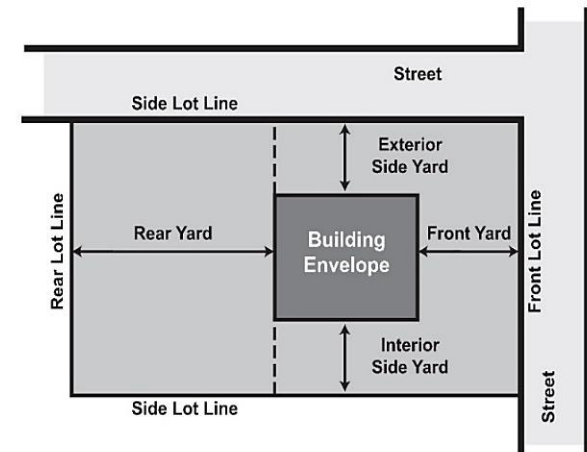 Street
Side Lot Line
Exterior
Side Yard
Rear Lot Line
Rear Yard
Building
Envelope
Front Yard
Front Lot Line
Interior
Side Yard
Side Lot Line
Street